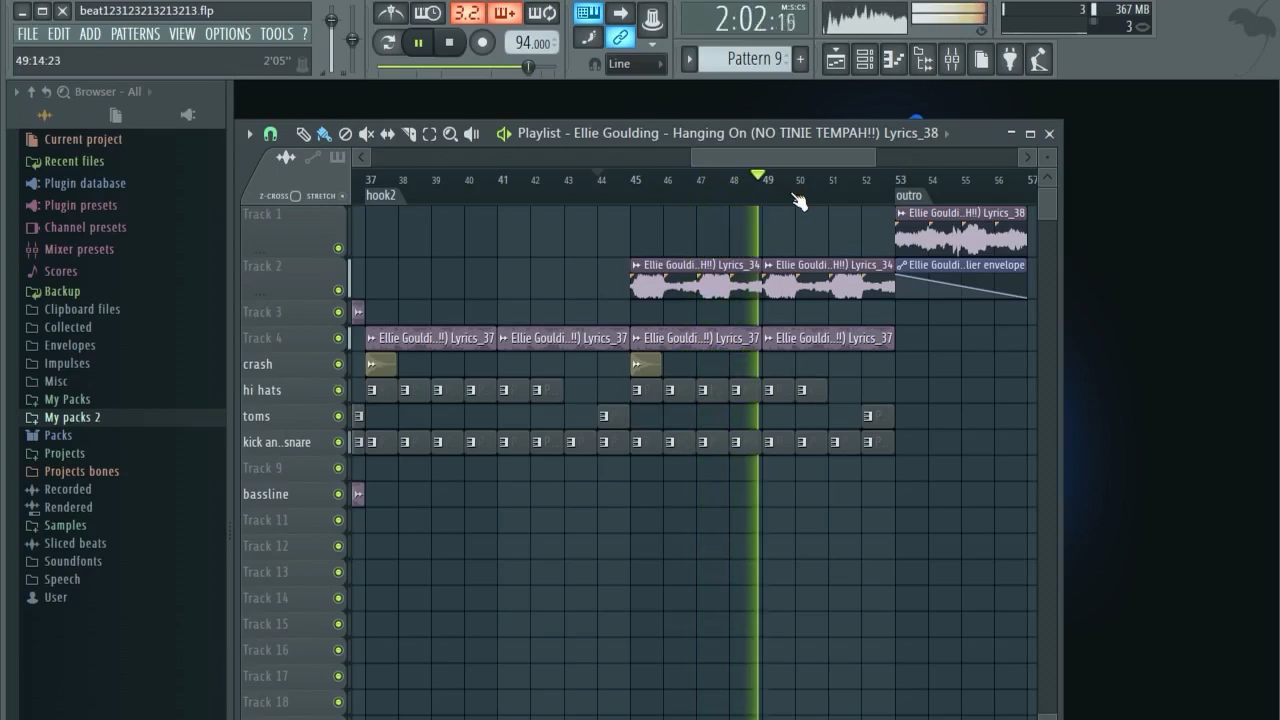 beat123123213213213.flp
FILE EDIT ADD PATTERNS VIEW OPTIONS TOOLS ?
49:14:23 2'05"
3.2
94.000
Line
2:02:16
M:S:CS
Pattern 9
3 367 MB
3
Browser - All
Current project
Recent files
Plugin database
Plugin presets
Channel presets
Mixer presets
Scores
Backup
Clipboard files
Collected
Envelopes
Impulses
Misc
My Packs
My packs 2
Packs
Projects
Projects bones
Recorded
Rendered
Samples
Sliced beats
Soundfonts
Speech
User
Playlist - Ellie Goulding - Hanging On (NO TINIE TEMPAH!!) Lyrics_38
Z-CROSS STRETCH
37 38 39 40 41 42 43 44 45 46 47 48 49 50 51 52 53 54 55 56 57
hook2 outro
Track 1 Ellie Gouldi..H!!) Lyrics_38
Track 2 Ellie Gouldi..H!!) Lyrics_34 Ellie Gouldi..H!!) Lyrics_34 Ellie Gouldi..lier envelope
Track 3
Track 4 Ellie Gouldi..!!) Lyrics_37 Ellie Gouldi..!!) Lyrics_37 Ellie Gouldi..!!) Lyrics_37 Ellie Gouldi..!!) Lyrics_37
crash
hi hats
toms
kick an..snare
Track 9
bassline
Track 11
Track 12
Track 13
Track 14
Track 15
Track 16
Track 17
Track 18